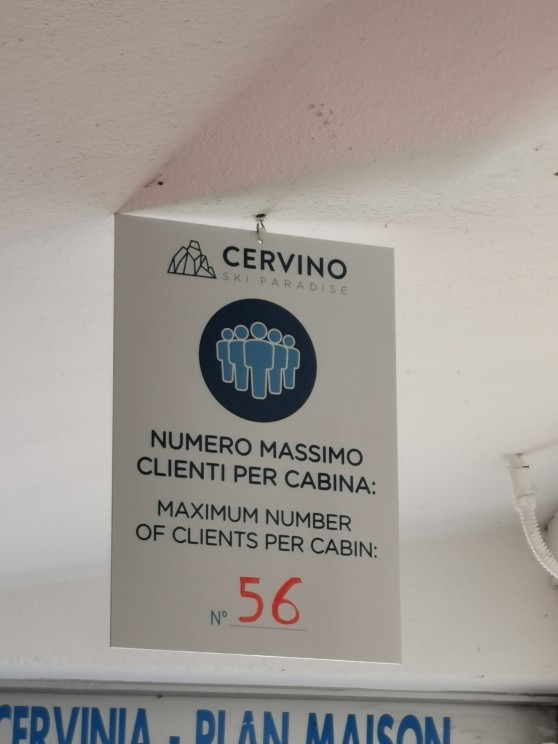 CERVINO
SKI PARADISE
NUMERO MASSIMO
CLIENTI PER CABINA:
MAXIMUM NUMBER
OF CLIENTS PER CABIN:
N° 56
CERVINIA - PLAN MAISON